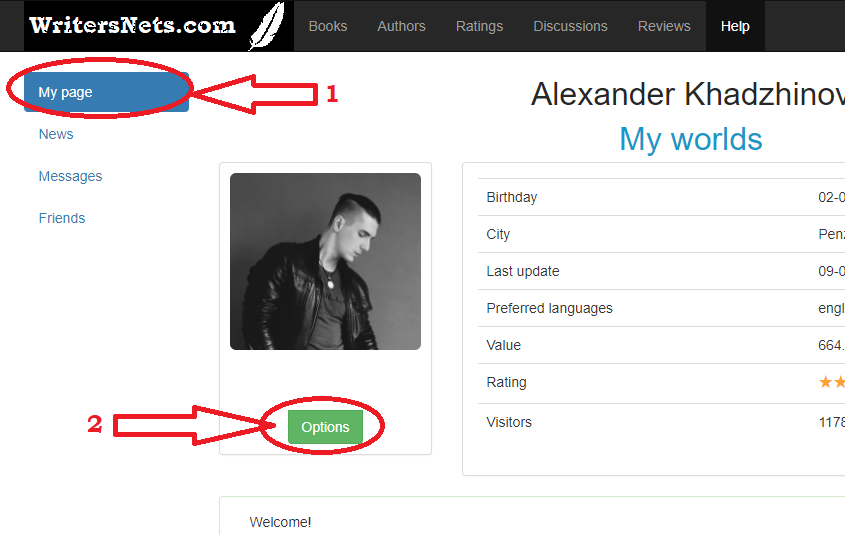 WritersNets.com Books Authors Ratings Discussions Reviews Help
My page
1
Alexander Khadzhinov
My worlds
News
Messages
Friends
Birthday 02-0
City Penz
Last update 09-0
Preferred languages engl
Value 664.
Rating
Visitors 1178
2
Options
Welcome!